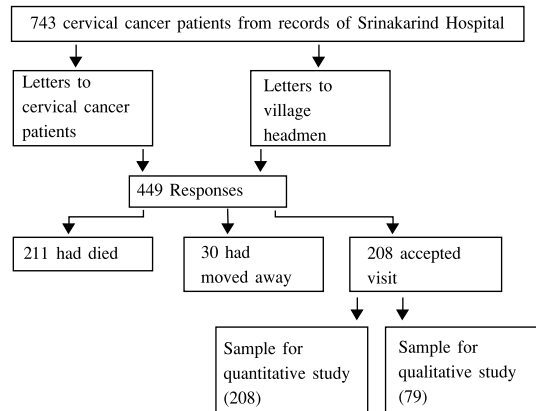 743 cervical cancer patients from records of Srinakarind Hospital
Letters to
cervical cancer
patients
Letters to
village
headmen
449 Responses
211 had died
30 had
moved away
208 accepted
visit
Sample for
quantitative study
(208)
Sample for
qualitative study
(79)